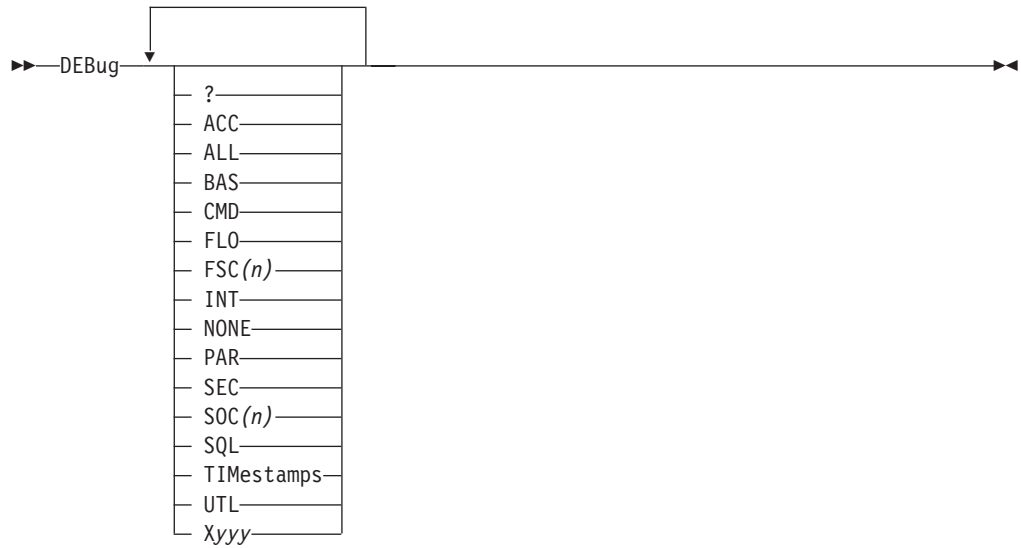 DEBug
?
ACC
ALL
BAS
CMD
FLO
FSC(n)
INT
NONE
PAR
SEC
SOC(n)
SQL
TIMestamps
UTL
Xyyy